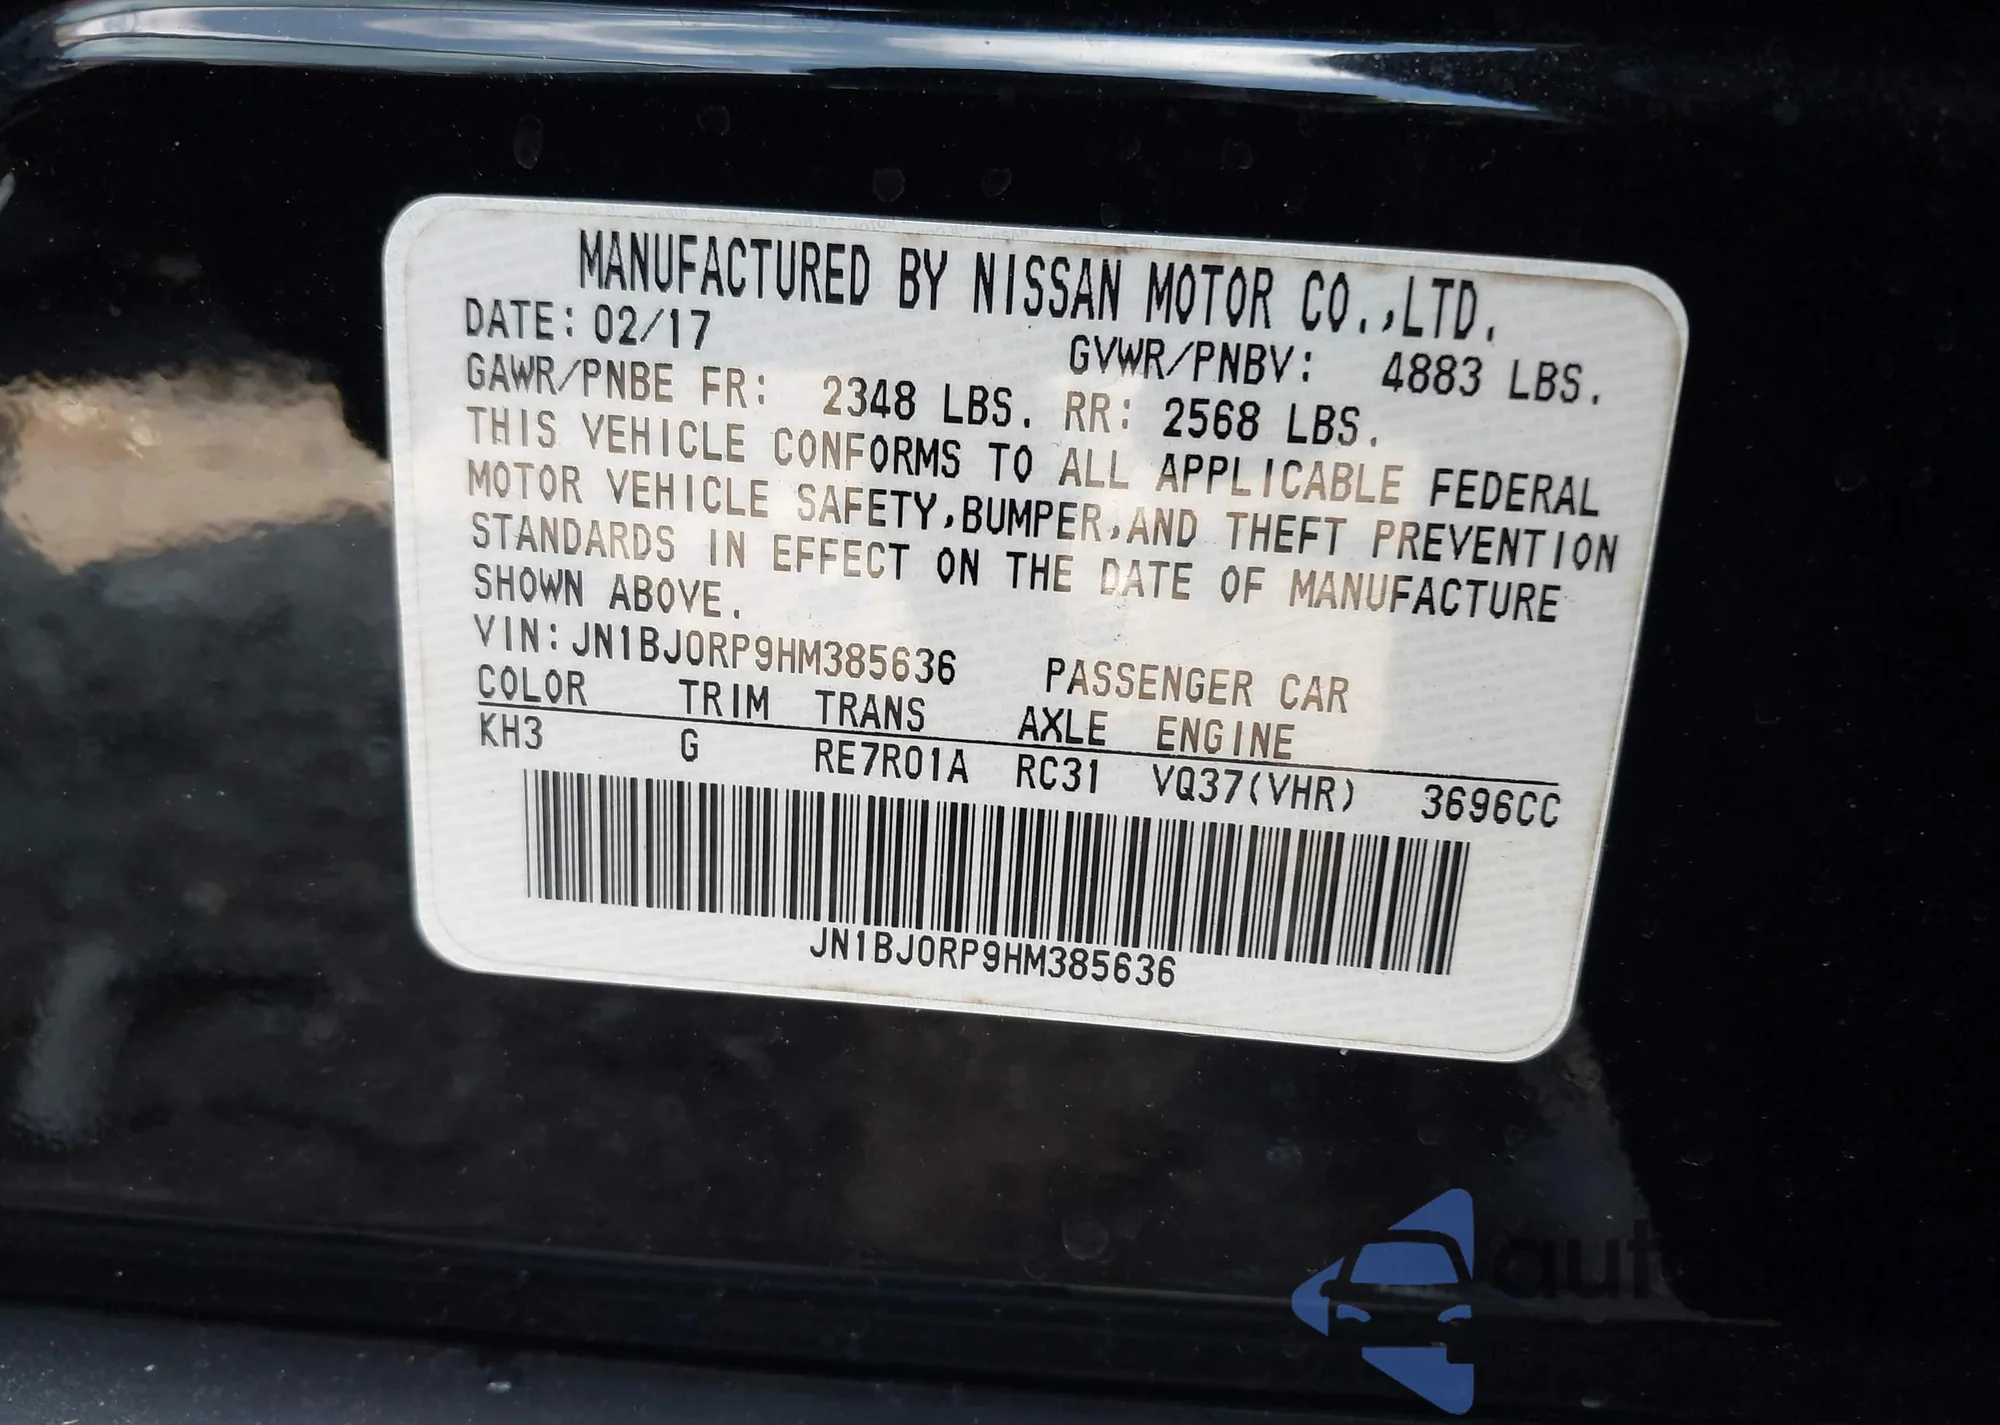 MANUFACTURED BY NISSAN MOTOR CO.,LTD.
DATE: 02/17 GVWR/PNBV: 4883 LBS.
GAWR/PNBE FR: 2348 LBS. RR: 2568 LBS.
THIS VEHICLE CONFORMS TO ALL APPLICABLE FEDERAL
MOTOR VEHICLE SAFETY,BUMPER,AND THEFT PREVENTION
STANDARDS IN EFFECT ON THE DATE OF MANUFACTURE
SHOWN ABOVE.
VIN:JN1BJ0RP9HM385636 PASSENGER CAR
COLOR TRIM TRANS AXLE ENGINE
KH3 G RE7R01A RC31 VQ37(VHR) 3696CC
JN1BJ0RP9HM385636